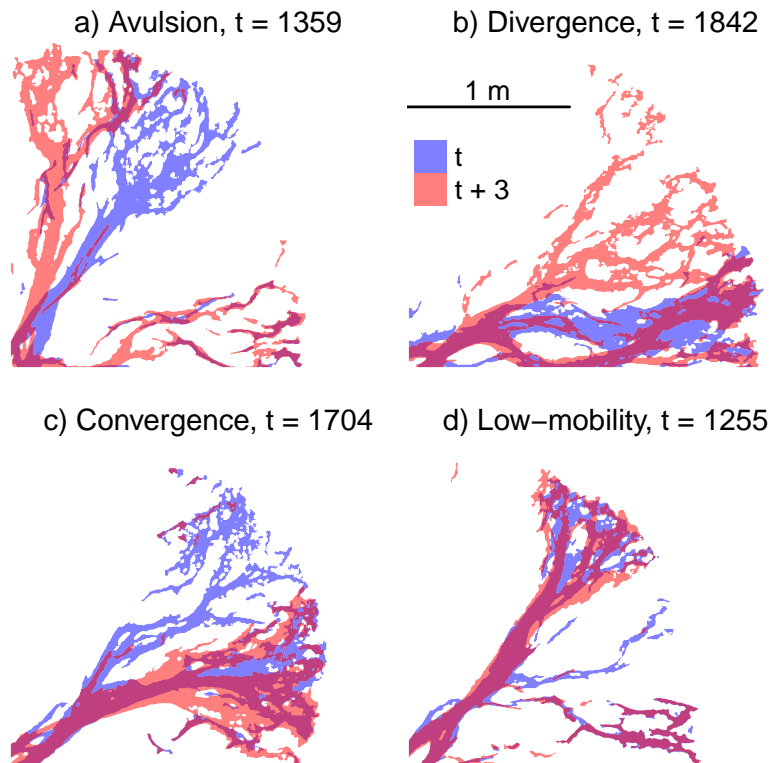 a) Avulsion, t = 1359
b) Divergence, t = 1842
1 m
t
t + 3
c) Convergence, t = 1704
d) Low−mobility, t = 1255